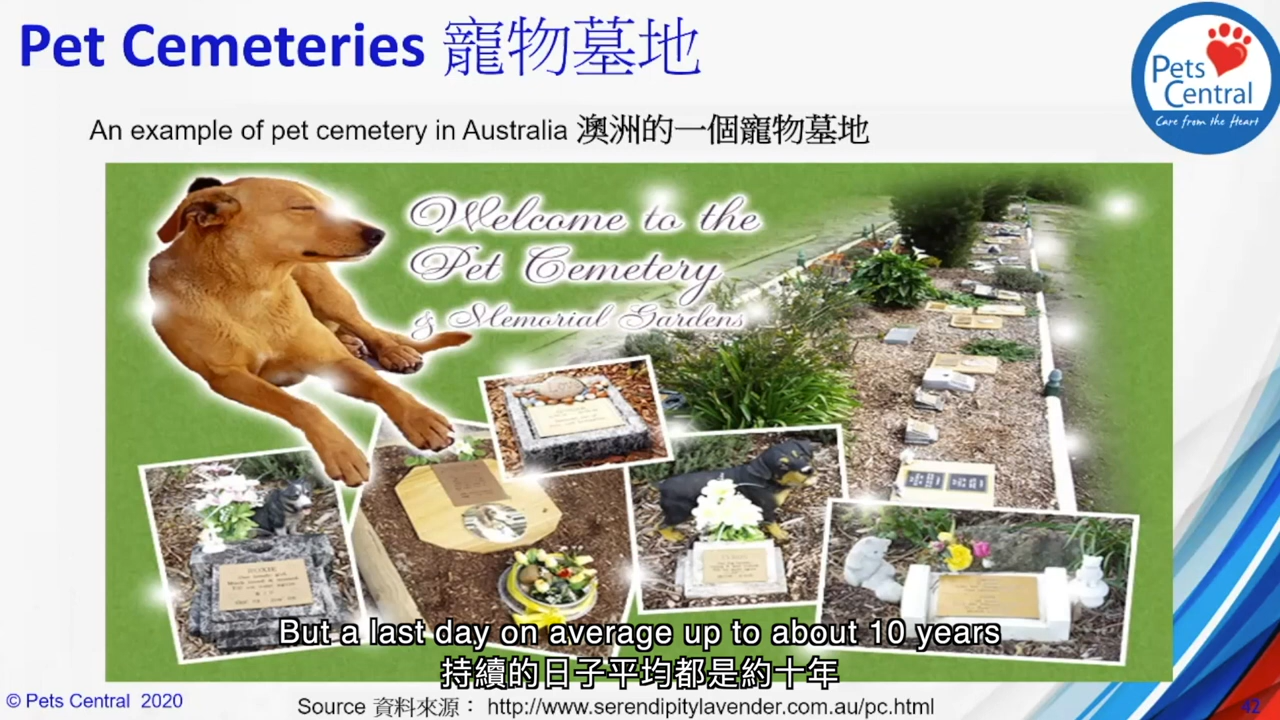 Pet Cemeteries 寵物墓地
Pets
Central
Care from the Heart
An example of pet cemetery in Australia 澳洲的一個寵物墓地
Welcome to the
Pet Cemetery
& Memorial Gardens
But a last day on average up to about 10 years
持續的日子平均都是約十年
© Pets Central 2020
Source 資料來源： http://www.serendipitylavender.com.au/pc.html
42